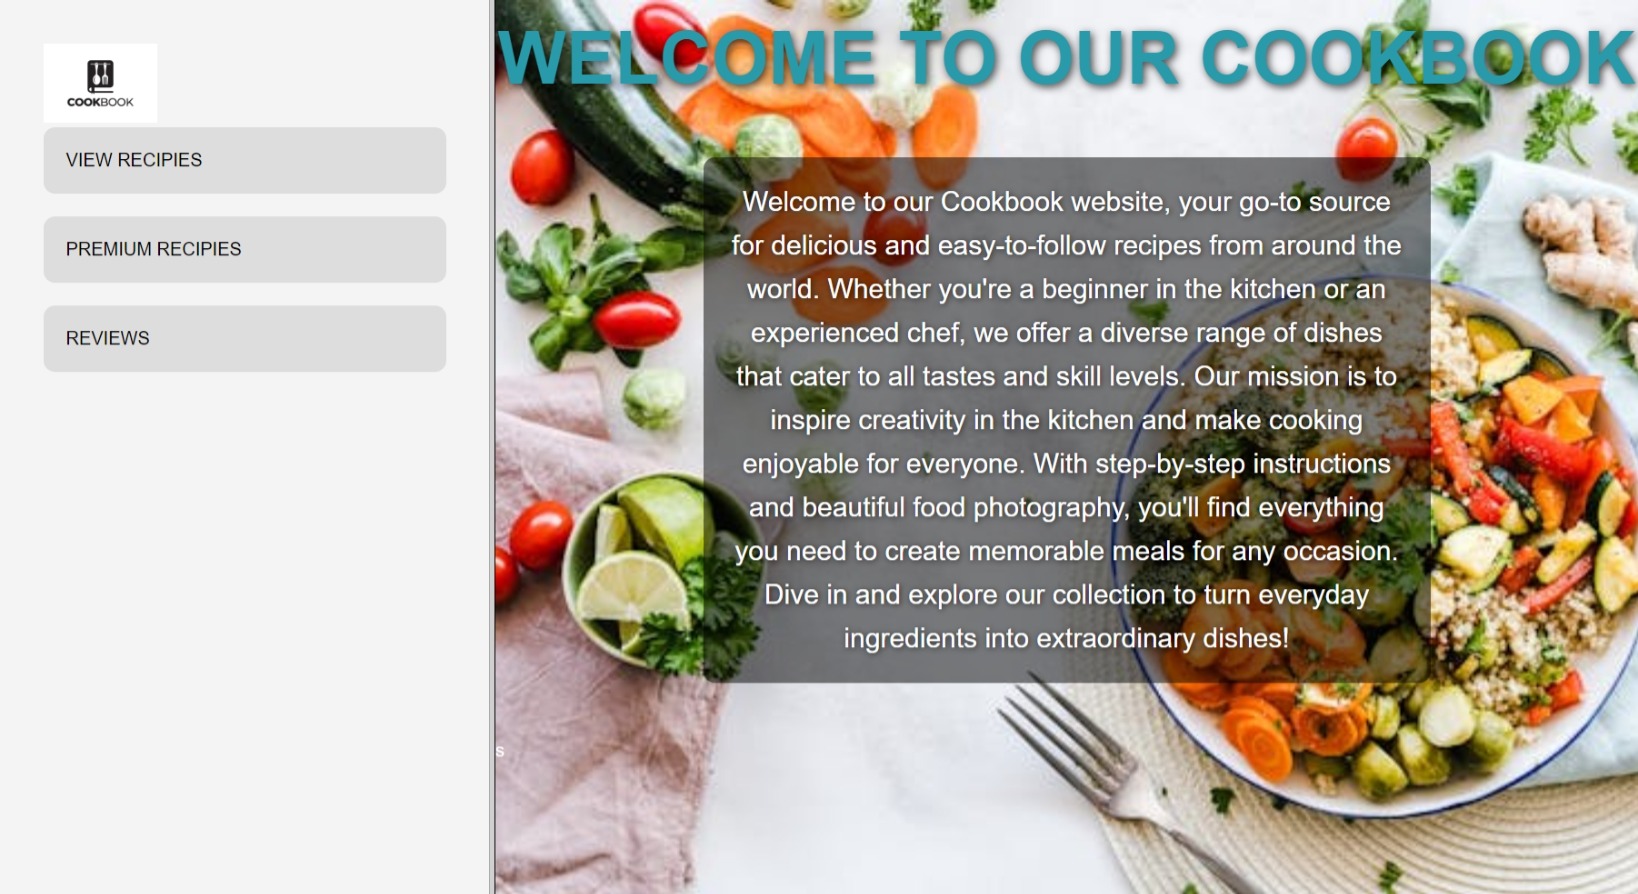 COOKBOOK
VIEW RECIPIES
PREMIUM RECIPIES
REVIEWS
WELCOME TO OUR COOKBOOK
Welcome to our Cookbook website, your go-to source
for delicious and easy-to-follow recipes from around the
world. Whether you're a beginner in the kitchen or an
experienced chef, we offer a diverse range of dishes
that cater to all tastes and skill levels. Our mission is to
inspire creativity in the kitchen and make cooking
enjoyable for everyone. With step-by-step instructions
and beautiful food photography, you'll find everything
you need to create memorable meals for any occasion.
Dive in and explore our collection to turn everyday
ingredients into extraordinary dishes!
s